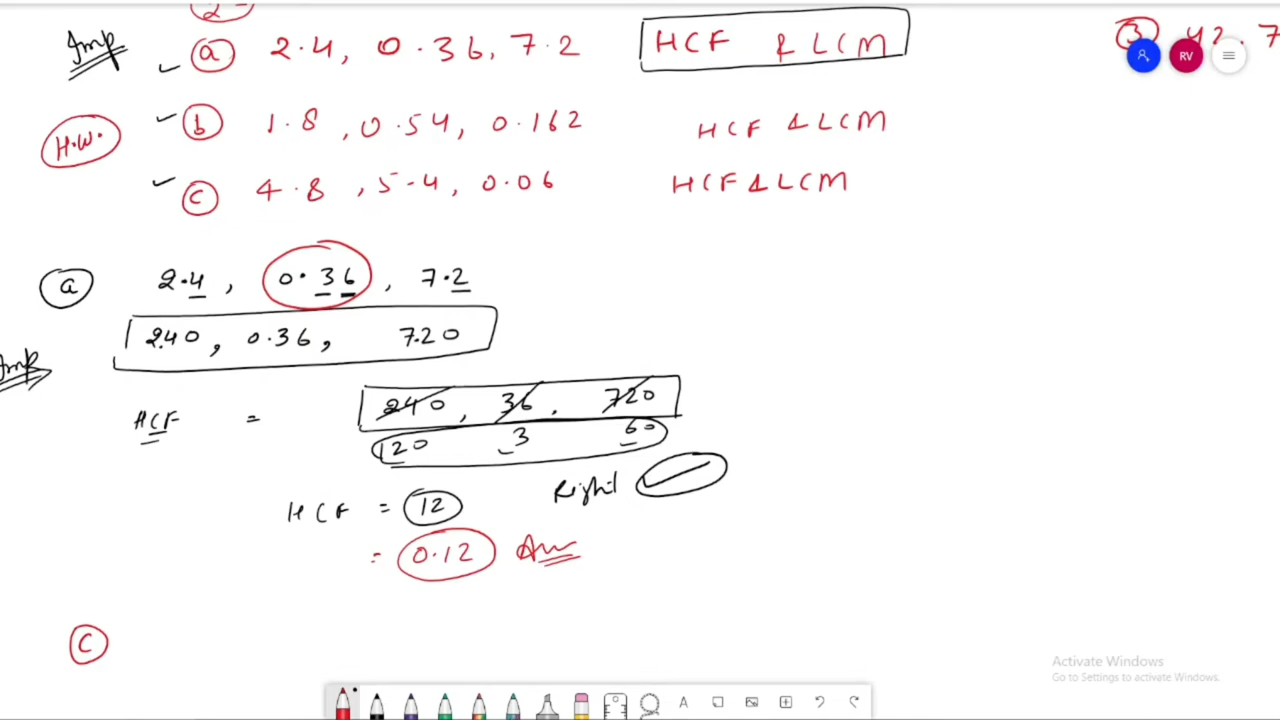 Imp (a) 2.4, 0.36, 7.2 HCF & LCM (3) 42, 7
RV
H.W. (b) 1.8, 0.54, 0.162 HCF & LCM
(c) 4.8, 5.4, 0.06 HCF & LCM
(a) 2.4, 0.36, 7.2
2.40, 0.36, 7.20
Imp
HCF = 240, 36, 720
120 3 60
Right
HCF = 12
= 0.12 Ans
(C)
Activate Windows
Go to Settings to activate Windows.
A